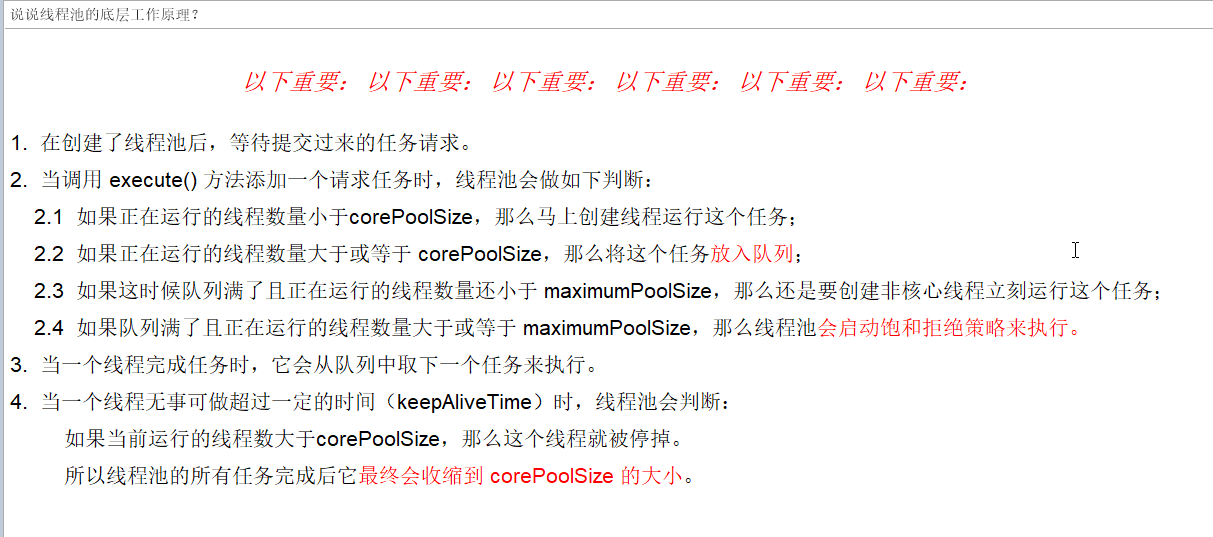 说说线程池的底层工作原理?
以下重要: 以下重要: 以下重要: 以下重要: 以下重要: 以下重要:
1. 在创建了线程池后，等待提交过来的任务请求。
2. 当调用 execute() 方法添加一个请求任务时，线程池会做如下判断：
2.1 如果正在运行的线程数量小于corePoolSize，那么马上创建线程运行这个任务；
2.2 如果正在运行的线程数量大于或等于 corePoolSize，那么将这个任务放入队列；
2.3 如果这时候队列满了且正在运行的线程数量还小于 maximumPoolSize，那么还是要创建非核心线程立刻运行这个任务；
2.4 如果队列满了且正在运行的线程数量大于或等于 maximumPoolSize，那么线程池会启动饱和拒绝策略来执行。
3. 当一个线程完成任务时，它会从队列中取下一个任务来执行。
4. 当一个线程无事可做超过一定的时间（keepAliveTime）时，线程池会判断：
如果当前运行的线程数大于corePoolSize，那么这个线程就被停掉。
所以线程池的所有任务完成后它最终会收缩到 corePoolSize 的大小。